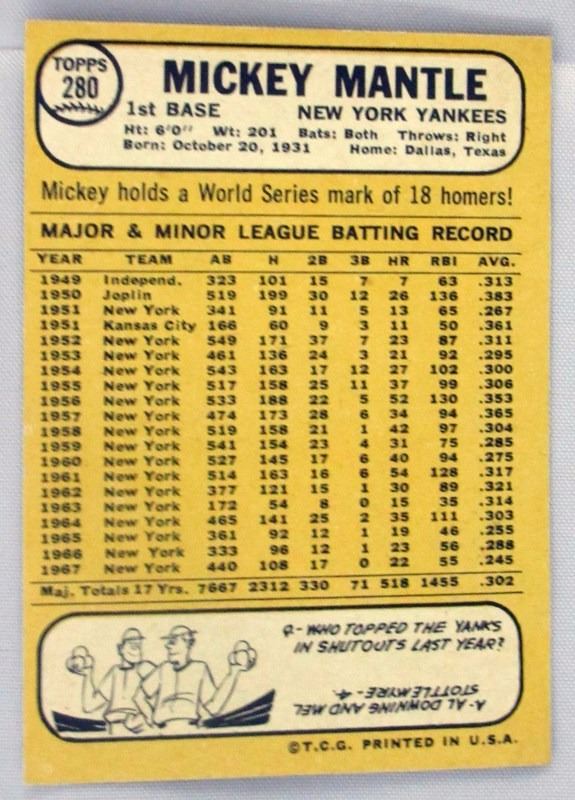 TOPPS
280
MICKEY MANTLE
1st BASE NEW YORK YANKEES
Ht: 6'0" Wt: 201 Bats: Both Throws: Right
Born: October 20, 1931 Home: Dallas, Texas
Mickey holds a World Series mark of 18 homers!
MAJOR & MINOR LEAGUE BATTING RECORD
YEAR TEAM AB H 2B 3B HR RBI AVG.
1949 Independ. 323 101 15 7 7 63 .313
1950 Joplin 519 199 30 12 26 136 .383
1951 New York 341 91 11 5 13 65 .267
1951 Kansas City 166 60 9 3 11 50 .361
1952 New York 549 171 37 7 23 87 .311
1953 New York 461 136 24 3 21 92 .295
1954 New York 543 163 17 12 27 102 .300
1955 New York 517 158 25 11 37 99 .306
1956 New York 533 188 22 5 52 130 .353
1957 New York 474 173 28 6 34 94 .365
1958 New York 519 158 21 1 42 97 .304
1959 New York 541 154 23 4 31 75 .285
1960 New York 527 145 17 6 40 94 .275
1961 New York 514 163 16 6 54 128 .317
1962 New York 377 121 15 1 30 89 .321
1963 New York 172 54 8 0 15 35 .314
1964 New York 465 141 25 2 35 111 .303
1965 New York 361 92 12 1 19 46 .255
1966 New York 333 96 12 1 23 56 .288
1967 New York 440 108 17 0 22 55 .245
Maj. Totals 17 Yrs. 7667 2312 330 71 518 1455 .302
Q- WHO TOPPED THE YANKS
IN SHUTOUTS LAST YEAR?
A- AL DOWNING AND MEL
STOTTLEMYRE - 4.
©T.C.G. PRINTED IN U.S.A.